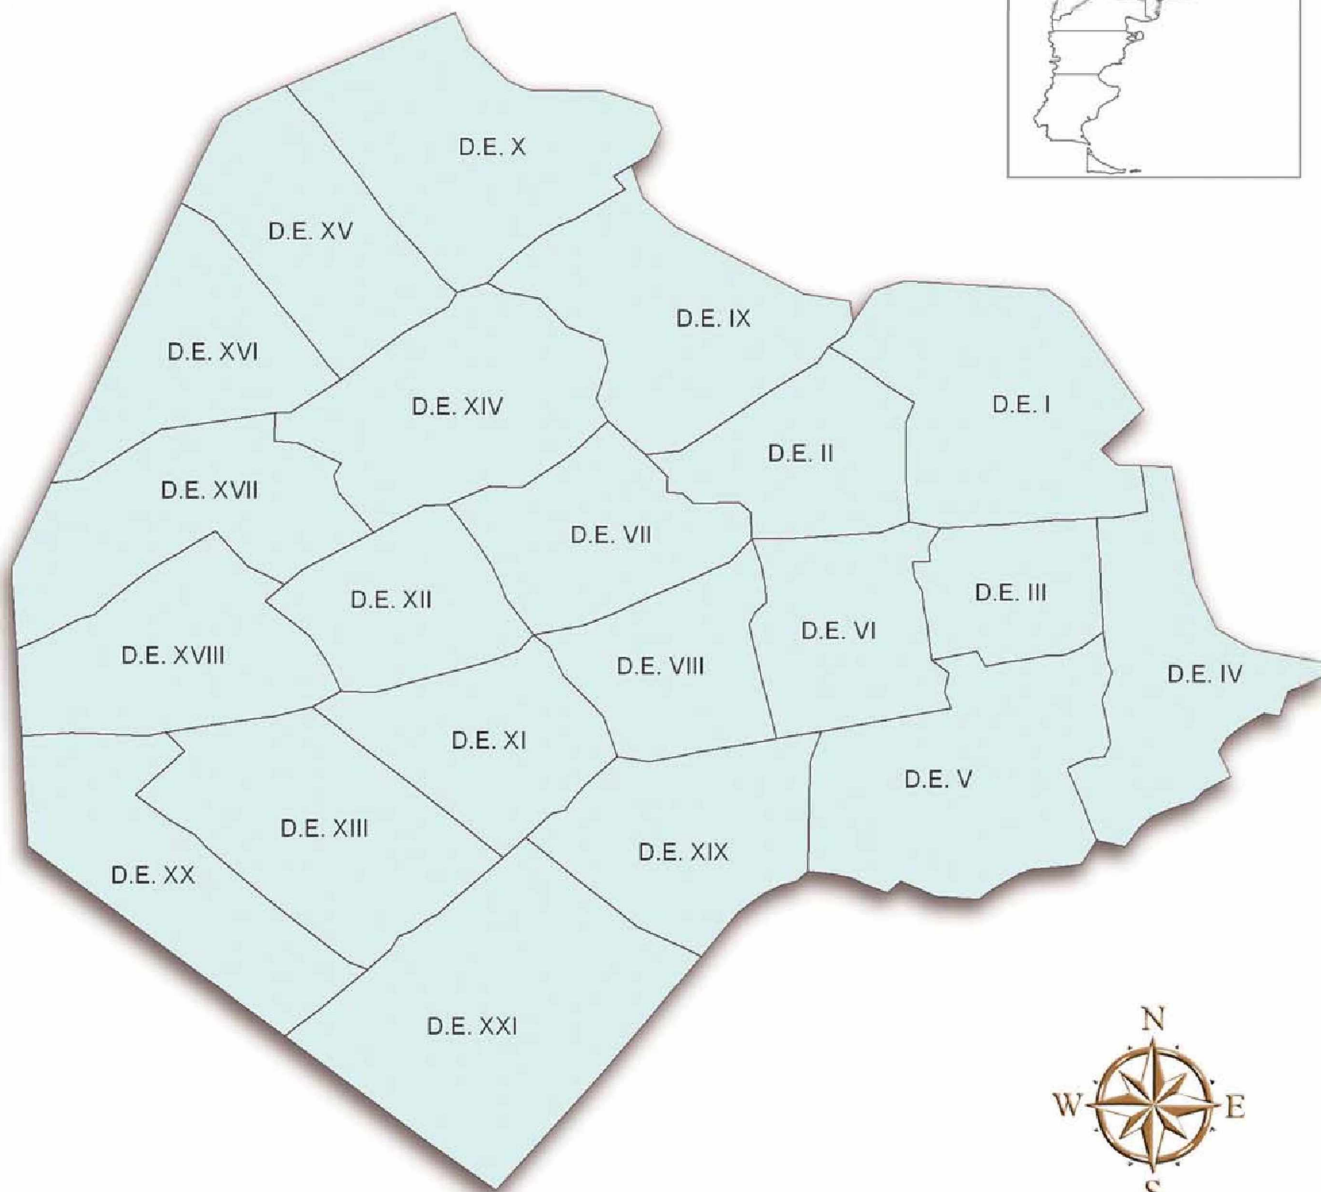 D.E. X
D.E. XV
D.E. IX
D.E. XVI
D.E. XIV
D.E. I
D.E. II
D.E. XVII
D.E. VII
D.E. III
D.E. XII
D.E. VI
D.E. XVIII
D.E. VIII
D.E. IV
D.E. XI
D.E. V
D.E. XIII
D.E. XIX
D.E. XX
D.E. XXI
N
W
E
S